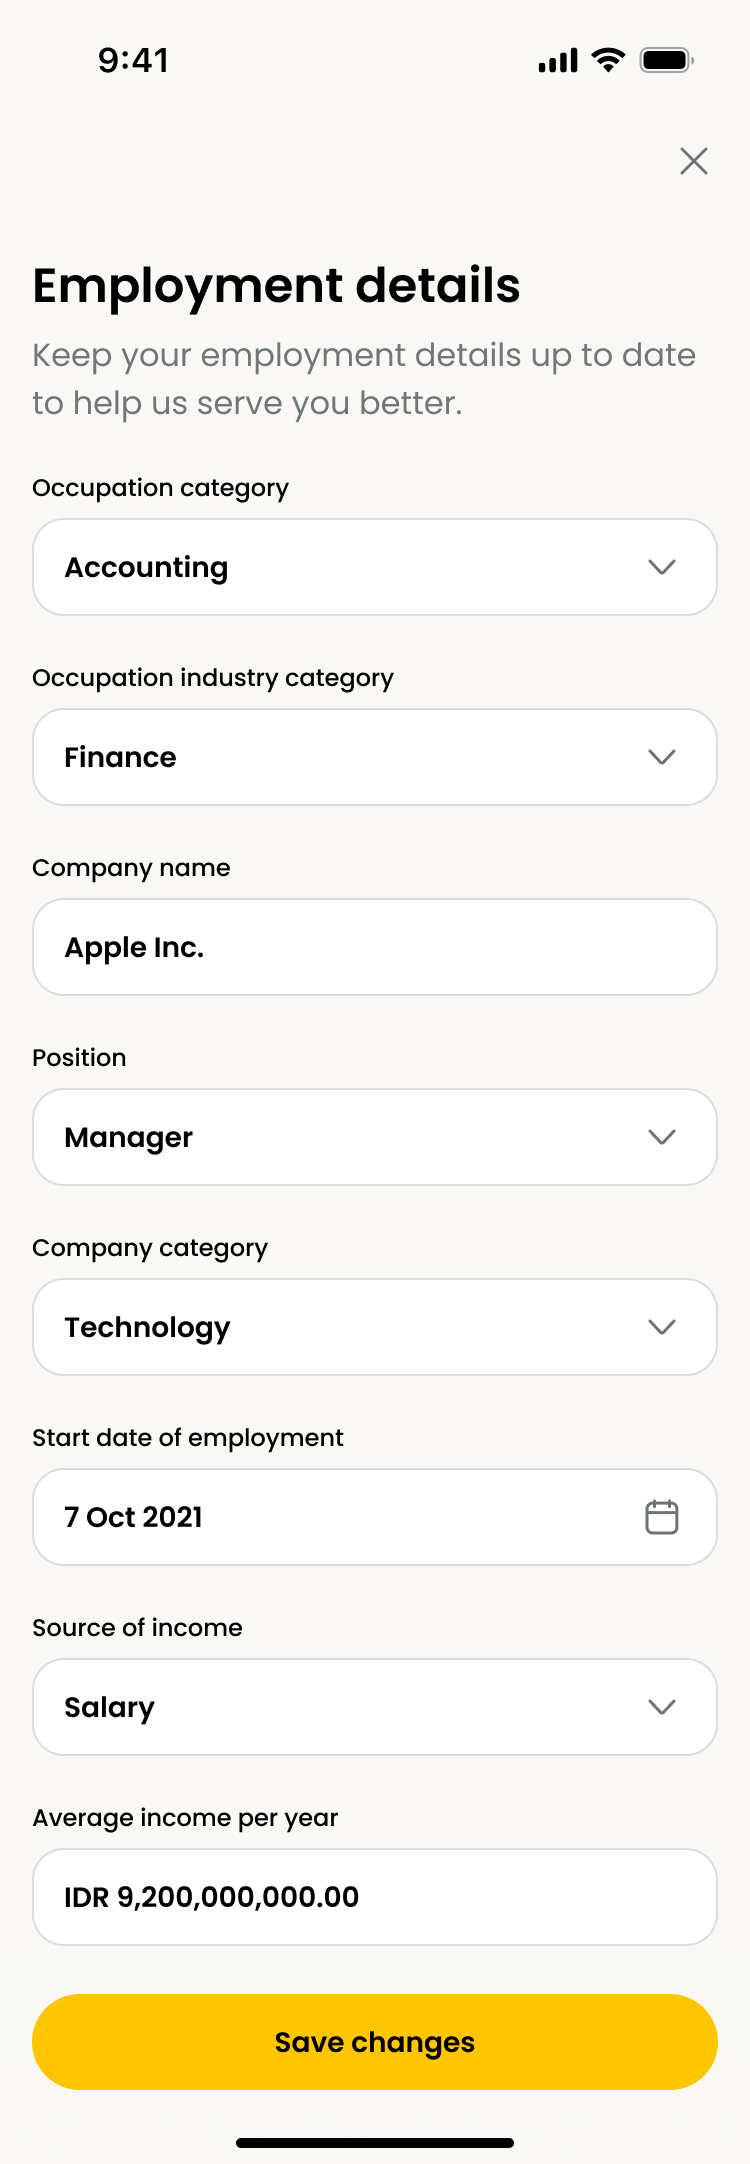 9:41
Employment details
Keep your employment details up to date
to help us serve you better.
Occupation category
Accounting
Occupation industry category
Finance
Company name
Apple Inc.
Position
Manager
Company category
Technology
Start date of employment
7 Oct 2021
Source of income
Salary
Average income per year
IDR 9,200,000,000.00
Save changes